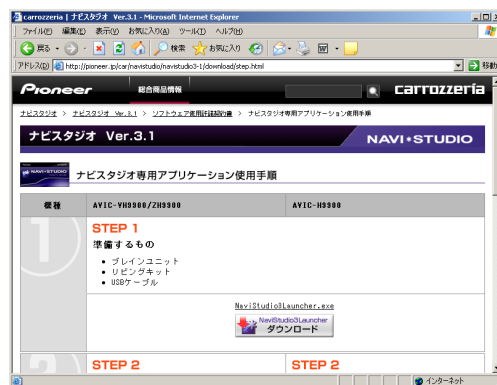 carrozzeria | ナビスタジオ Ver.3.1 - Microsoft Internet Explorer
ファイル(F) 編集(E) 表示(V) お気に入り(A) ツール(T) ヘルプ(H)
戻る 検索 お気に入り
アドレス(D) http://pioneer.jp/car/navistudio/navistudio3-1/download/step.html 移動
Pioneer 総合商品情報 carrozzeria
ナビスタジオ > ナビスタジオ Ver.3.1 > ソフトウェア使用許諾契約書 > ナビスタジオ専用アプリケーション使用手順
ナビスタジオ Ver.3.1 NAVI*STUDIO
NAVI*STUDIO ナビスタジオ専用アプリケーション使用手順
機種 AVIC-VH9900/ZH9900 AVIC-H9900
1 STEP 1
準備するもの
• ブレインユニット
• リビングキット
• USBケーブル
NaviStudio3Launcher.exe
NaviStudio3Launcher
ダウンロード
2 STEP 2 STEP 2
インターネット